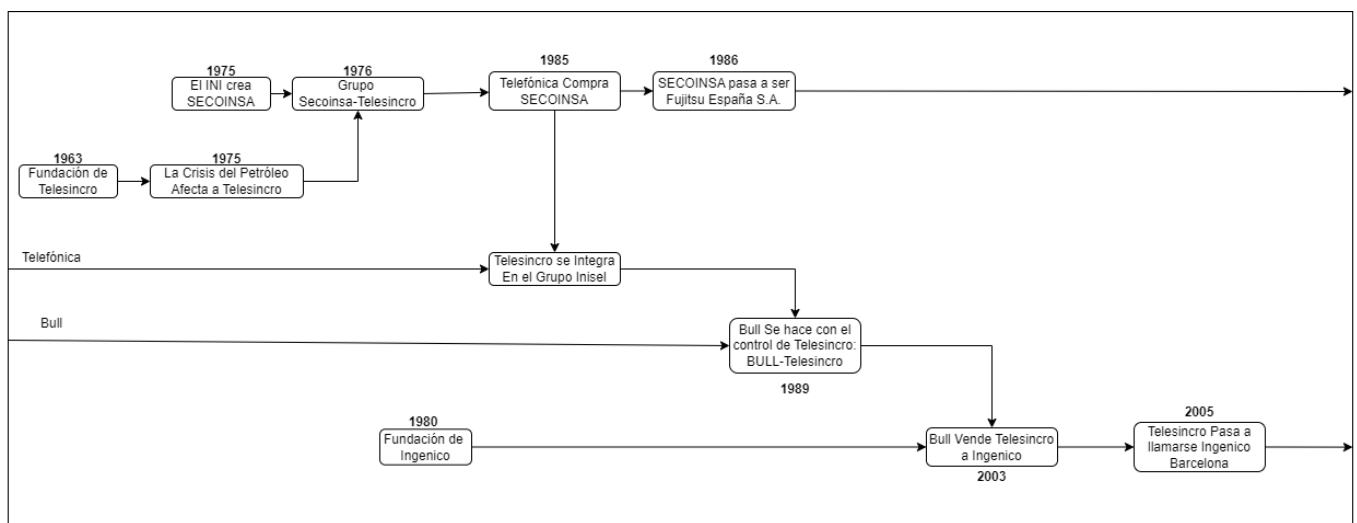 1975
El INI crea
SECOINSA
1976
Grupo
Secoinsa-Telesincro
1985
Telefónica Compra
SECOINSA
1986
SECOINSA pasa a ser
Fujitsu España S.A.
1963
Fundación de
Telesincro
1975
La Crisis del Petróleo
Afecta a Telesincro
Telefónica
Telesincro se Integra
En el Grupo Inisel
Bull
Bull Se hace con el
control de Telesincro:
BULL-Telesincro
1989
1980
Fundación de
Ingenico
Bull Vende Telesincro
a Ingenico
2003
2005
Telesincro Pasa a
llamarse Ingenico
Barcelona